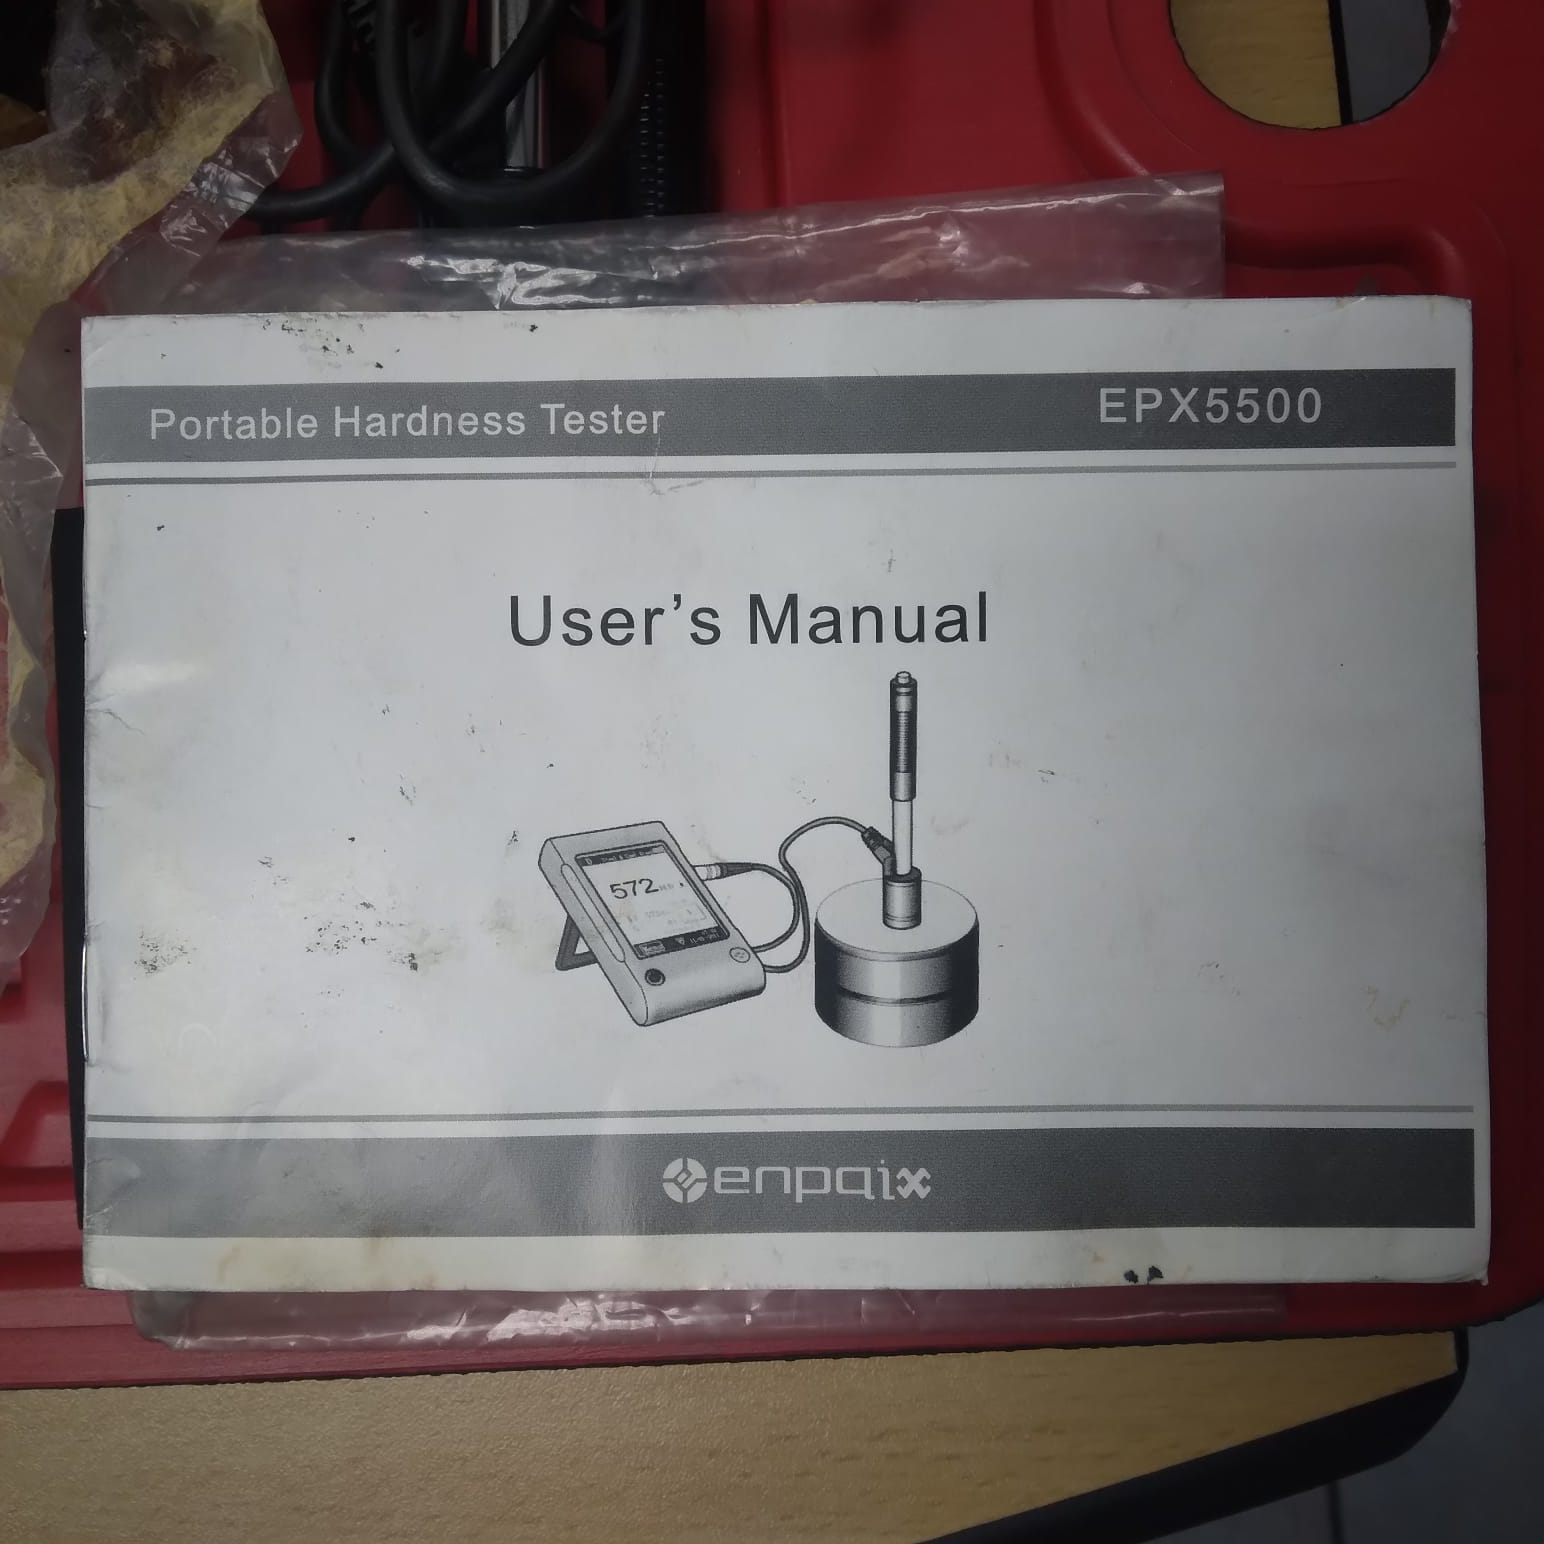 Portable Hardness Tester EPX5500
User’s Manual
572
enpaix